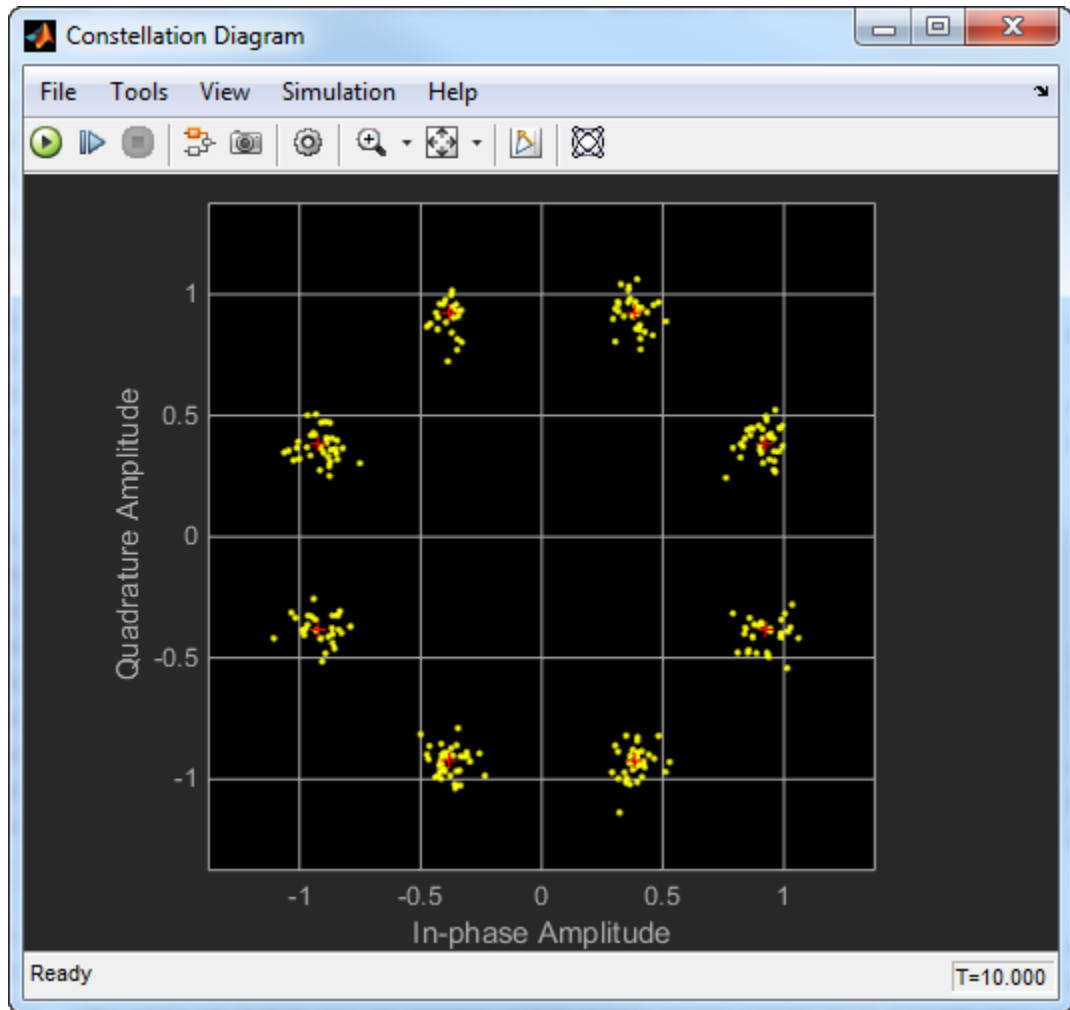 Constellation Diagram
File Tools View Simulation Help
1
0.5
0
-0.5
-1
Quadrature Amplitude
-1 -0.5 0 0.5 1
In-phase Amplitude
Ready T=10.000